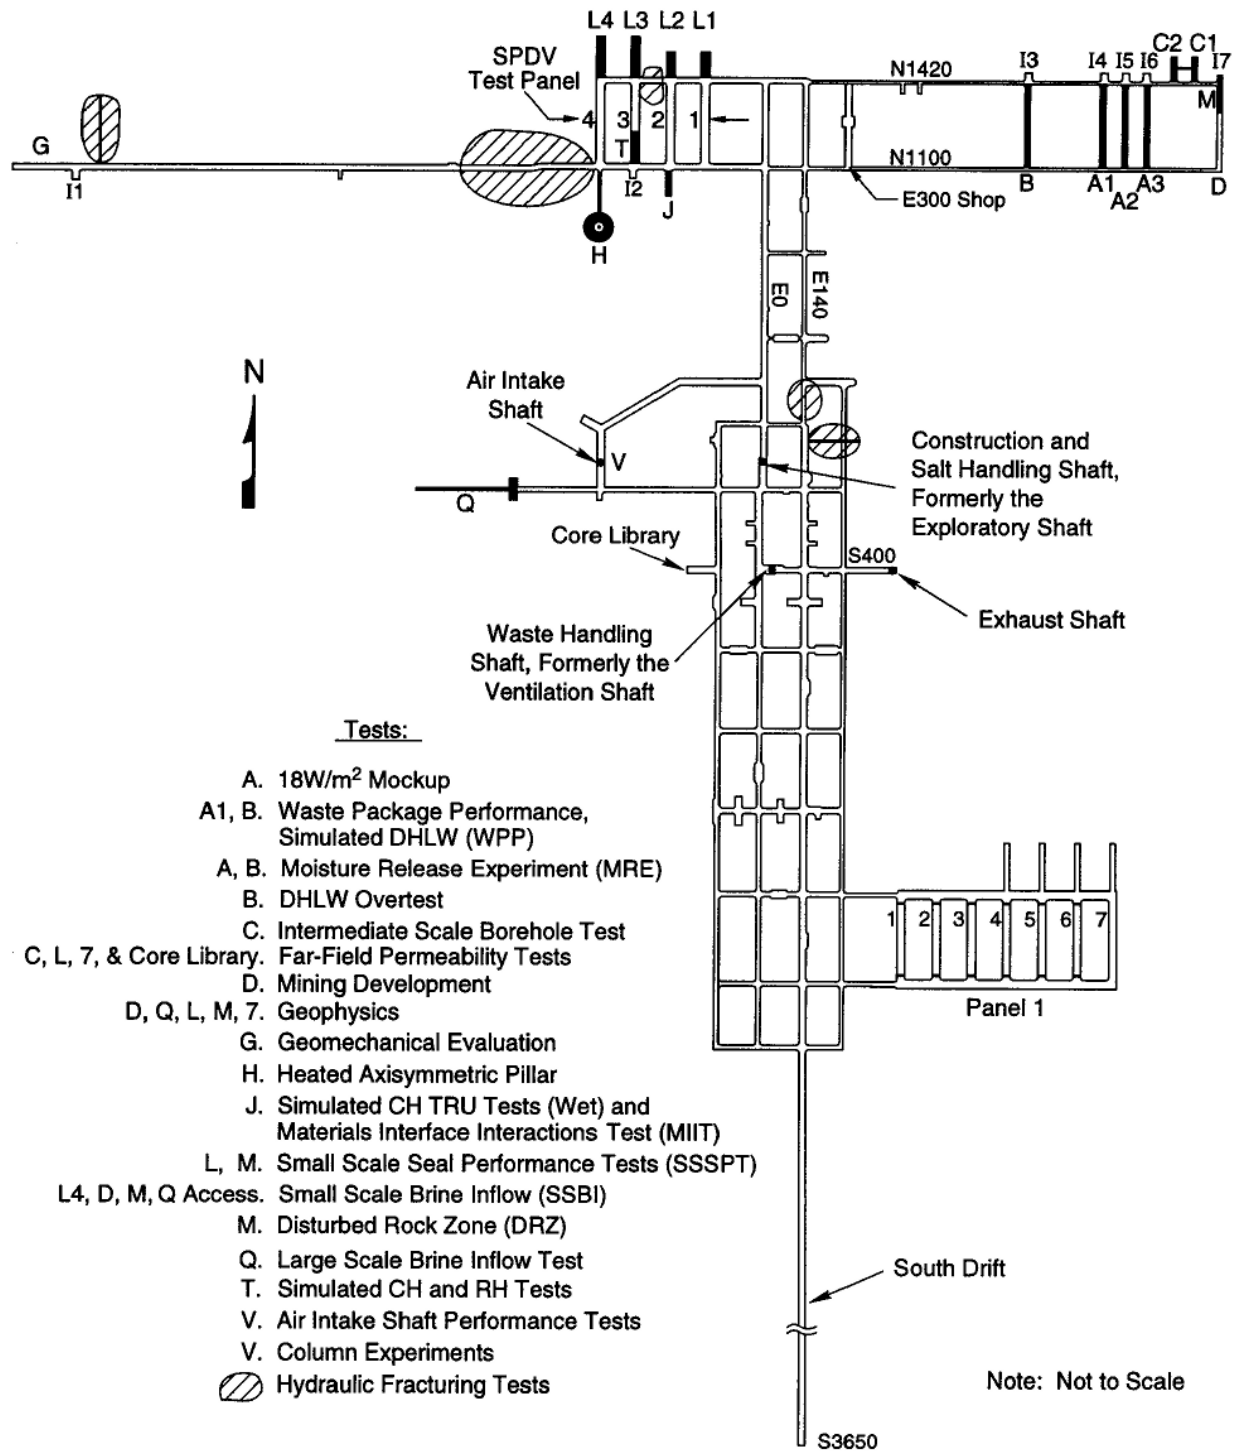 L4 L3 L2 L1
SPDV
Test Panel
4 3 2 1
T
N1420
I3 I4 I5 I6 C2 C1 I7
M
G
I1
I2
J
H
N1100
B A1 A2 A3 D
E300 Shop
E0
E140
N
Air Intake
Shaft
V
Q
Construction and
Salt Handling Shaft,
Formerly the
Exploratory Shaft
Core Library
S400
Exhaust Shaft
Waste Handling
Shaft, Formerly the
Ventilation Shaft
1 2 3 4 5 6 7
Panel 1
Tests:
A. 18W/m² Mockup
A1, B. Waste Package Performance,
Simulated DHLW (WPP)
A, B. Moisture Release Experiment (MRE)
B. DHLW Overtest
C. Intermediate Scale Borehole Test
C, L, 7, & Core Library. Far-Field Permeability Tests
D. Mining Development
D, Q, L, M, 7. Geophysics
G. Geomechanical Evaluation
H. Heated Axisymmetric Pillar
J. Simulated CH TRU Tests (Wet) and
Materials Interface Interactions Test (MIIT)
L, M. Small Scale Seal Performance Tests (SSSPT)
L4, D, M, Q Access. Small Scale Brine Inflow (SSBI)
M. Disturbed Rock Zone (DRZ)
Q. Large Scale Brine Inflow Test
T. Simulated CH and RH Tests
V. Air Intake Shaft Performance Tests
V. Column Experiments
Hydraulic Fracturing Tests
South Drift
Note: Not to Scale
S3650